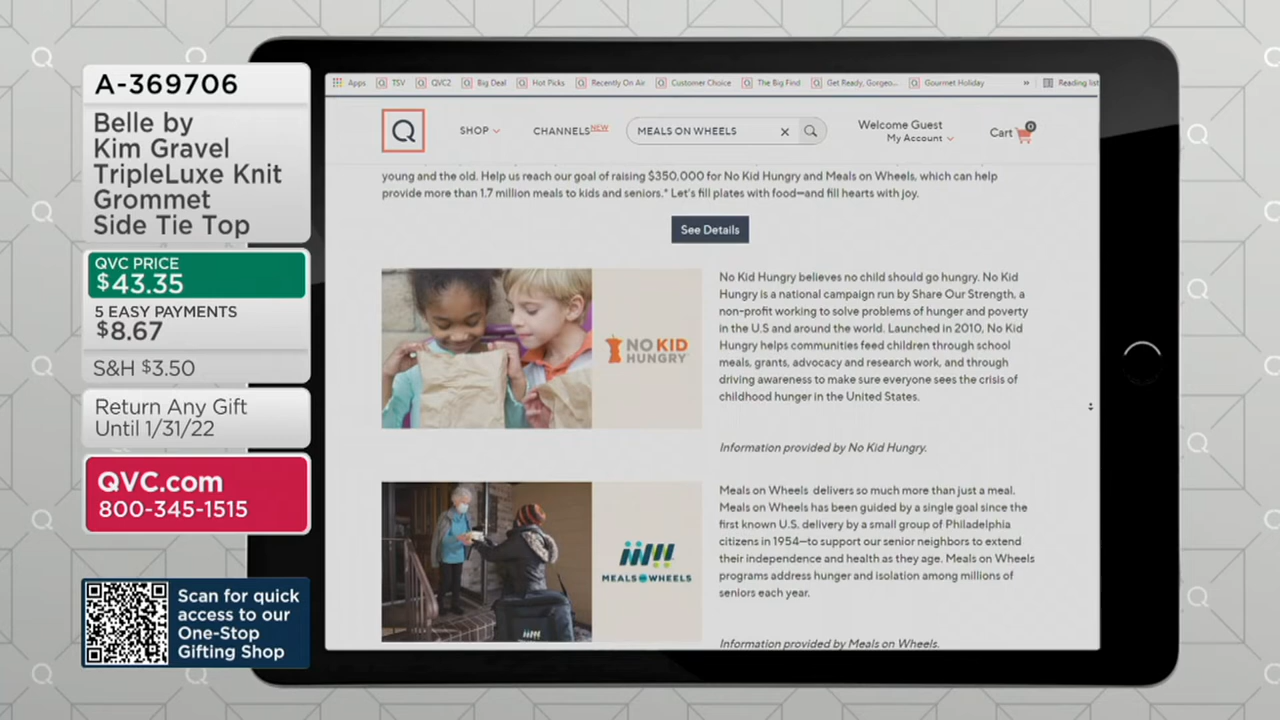 A-369706
Belle by
Kim Gravel
TripleLuxe Knit
Grommet
Side Tie Top
QVC PRICE
$43.35
5 EASY PAYMENTS
$8.67
S&H $3.50
Return Any Gift
Until 1/31/22
QVC.com
800-345-1515
Scan for quick
access to our
One-Stop
Gifting Shop
Apps TSV QVC2 Big Deal Hot Picks Recently On Air Customer Choice The Big Find Get Ready, Gorgeo... Gourmet Holiday » Reading list
Q SHOP CHANNELS NEW MEALS ON WHEELS X Welcome Guest
My Account
Cart 0
young and the old. Help us reach our goal of raising $350,000 for No Kid Hungry and Meals on Wheels, which can help
provide more than 1.7 million meals to kids and seniors.* Let's fill plates with food—and fill hearts with joy.
See Details
NO KID
HUNGRY
No Kid Hungry believes no child should go hungry. No Kid
Hungry is a national campaign run by Share Our Strength, a
non-profit working to solve problems of hunger and poverty
in the U.S and around the world. Launched in 2010, No Kid
Hungry helps communities feed children through school
meals, grants, advocacy and research work, and through
driving awareness to make sure everyone sees the crisis of
childhood hunger in the United States.
Information provided by No Kid Hungry.
MEALS ON WHEELS
Meals on Wheels delivers so much more than just a meal.
Meals on Wheels has been guided by a single goal since the
first known U.S. delivery by a small group of Philadelphia
citizens in 1954—to support our senior neighbors to extend
their independence and health as they age. Meals on Wheels
programs address hunger and isolation among millions of
seniors each year.
Information provided by Meals on Wheels.